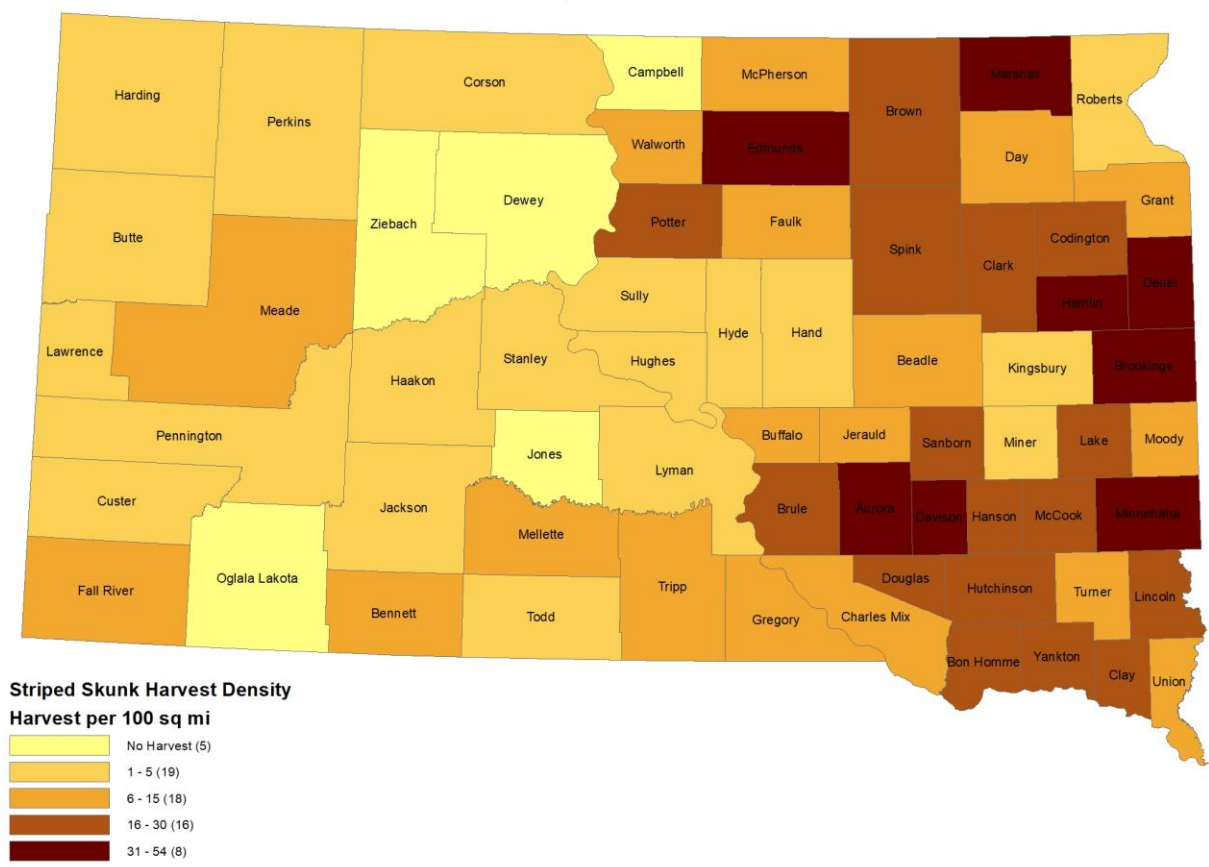 Campbell
McPherson
Marshall
Harding
Corson
Roberts
Perkins
Brown
Walworth
Edmunds
Day
Dewey
Grant
Ziebach
Potter
Faulk
Butte
Spink
Codington
Clark
Deuel
Meade
Sully
Hamlin
Hyde
Hand
Lawrence
Stanley
Hughes
Beadle
Kingsbury
Brookings
Haakon
Pennington
Buffalo
Jerauld
Sanborn
Miner
Lake
Moody
Jones
Lyman
Custer
Jackson
Brule
Aurora
Davison
Hanson
McCook
Minnehaha
Mellette
Oglala Lakota
Fall River
Tripp
Douglas
Hutchinson
Turner
Lincoln
Bennett
Todd
Gregory
Charles Mix
Bon Homme
Yankton
Clay
Union
Striped Skunk Harvest Density
Harvest per 100 sq mi
No Harvest (5)
1 - 5 (19)
6 - 15 (18)
16 - 30 (16)
31 - 54 (8)